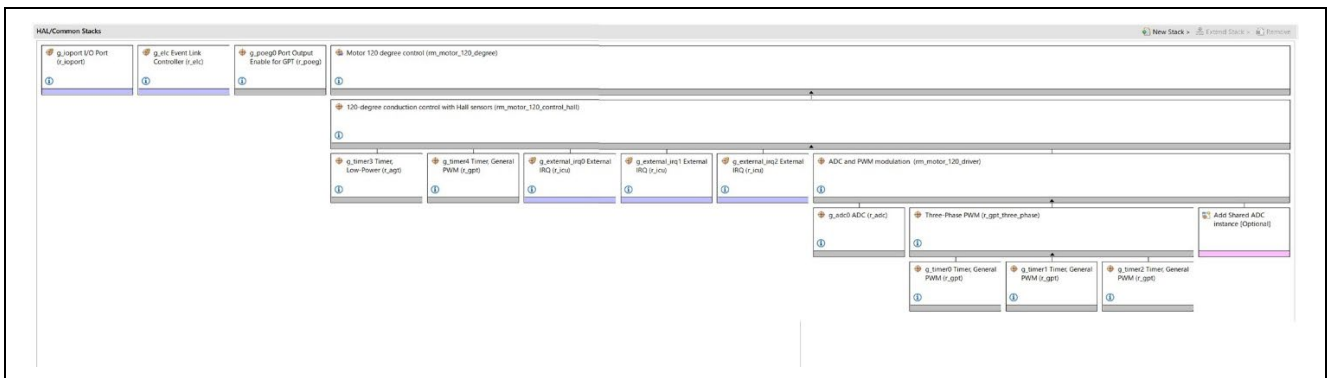 HAL/Common Stacks
New Stack >
Extend Stack >
Remove
g_ioport I/O Port
(r_ioport)
g_elc Event Link
Controller (r_elc)
g_poeg0 Port Output
Enable for GPT (r_poeg)
Motor 120 degree control (rm_motor_120_degree)
120-degree conduction control with Hall sensors (rm_motor_120_control_hall)
g_timer3 Timer,
Low-Power (r_agt)
g_timer4 Timer, General
PWM (r_gpt)
g_external_irq0 External
IRQ (r_icu)
g_external_irq1 External
IRQ (r_icu)
g_external_irq2 External
IRQ (r_icu)
ADC and PWM modulation (rm_motor_120_driver)
g_adc0 ADC (r_adc)
Three-Phase PWM (r_gpt_three_phase)
Add Shared ADC
instance [Optional]
g_timer0 Timer, General
PWM (r_gpt)
g_timer1 Timer, General
PWM (r_gpt)
g_timer2 Timer, General
PWM (r_gpt)